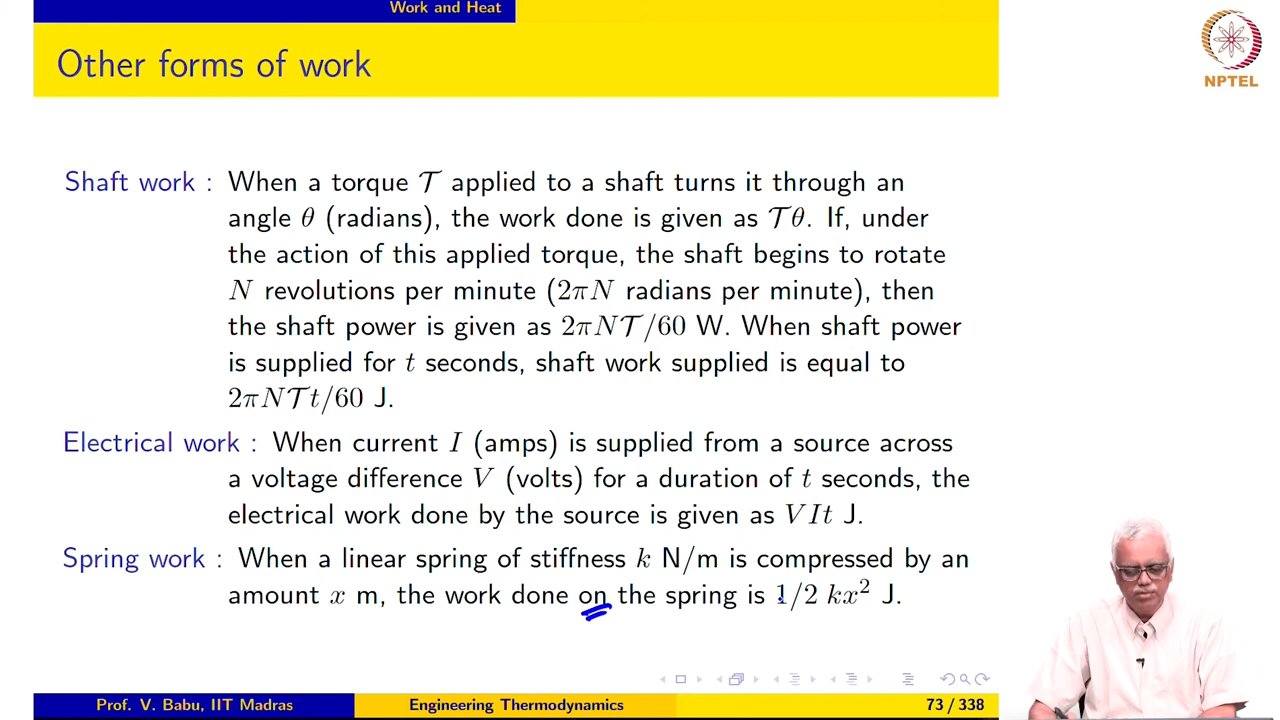 Work and Heat
Other forms of work
NPTEL
Shaft work : When a torque 𝒯 applied to a shaft turns it through an
angle θ (radians), the work done is given as 𝒯θ. If, under
the action of this applied torque, the shaft begins to rotate
N revolutions per minute (2πN radians per minute), then
the shaft power is given as 2πN𝒯/60 W. When shaft power
is supplied for t seconds, shaft work supplied is equal to
2πN𝒯t/60 J.
Electrical work : When current I (amps) is supplied from a source across
a voltage difference V (volts) for a duration of t seconds, the
electrical work done by the source is given as VIt J.
Spring work : When a linear spring of stiffness k N/m is compressed by an
amount x m, the work done on the spring is 1/2 kx² J.
Prof. V. Babu, IIT Madras Engineering Thermodynamics 73 / 338